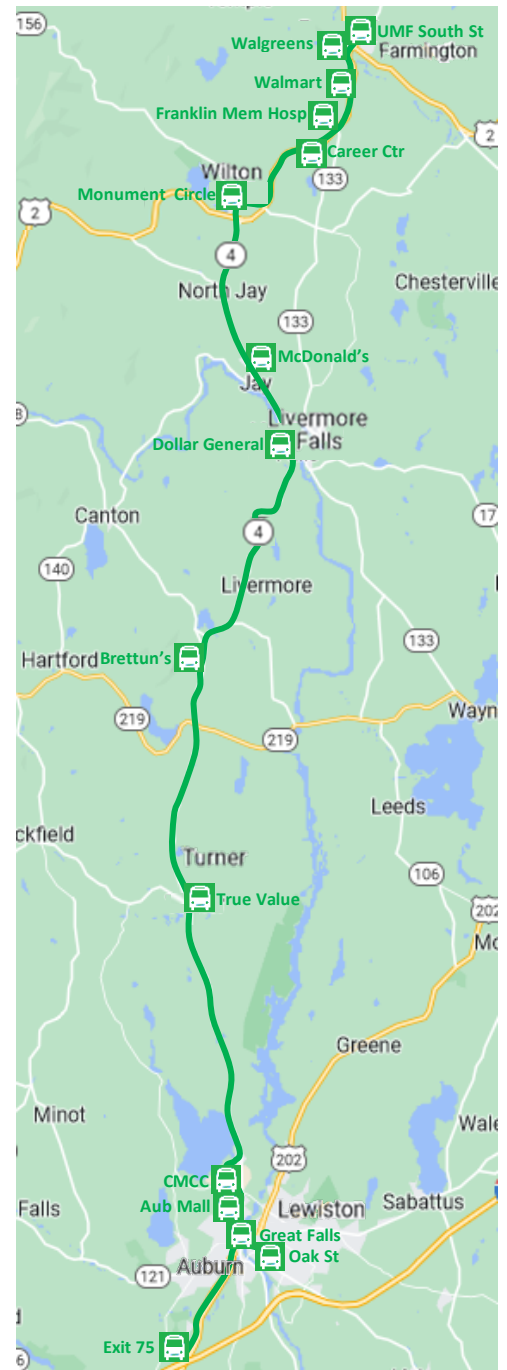 156
UMF South St
Walgreens
Farmington
Walmart
Franklin Mem Hosp
2
Career Ctr
Wilton
133
Monument Circle
2
4
Chesterville
North Jay
133
McDonald's
Jay
Livermore
Falls
Dollar General
Canton
17
4
140
Livermore
133
Hartford
Brettun's
219
Wayn
219
Leeds
ckfield
Turner
106
True Value
202
Mo
Greene
Minot
Wale
202
CMCC
Aub Mall
Lewiston
Sabattus
Falls
Great Falls
Oak St
Auburn
121
Exit 75